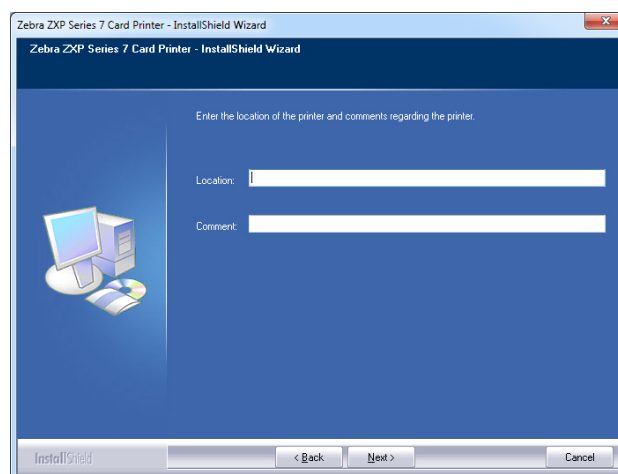 Zebra ZXP Series 7 Card Printer - InstallShield Wizard
Zebra ZXP Series 7 Card Printer - InstallShield Wizard
Enter the location of the printer and comments regarding the printer.
Location:
Comment:
InstallShield
< Back
Next >
Cancel